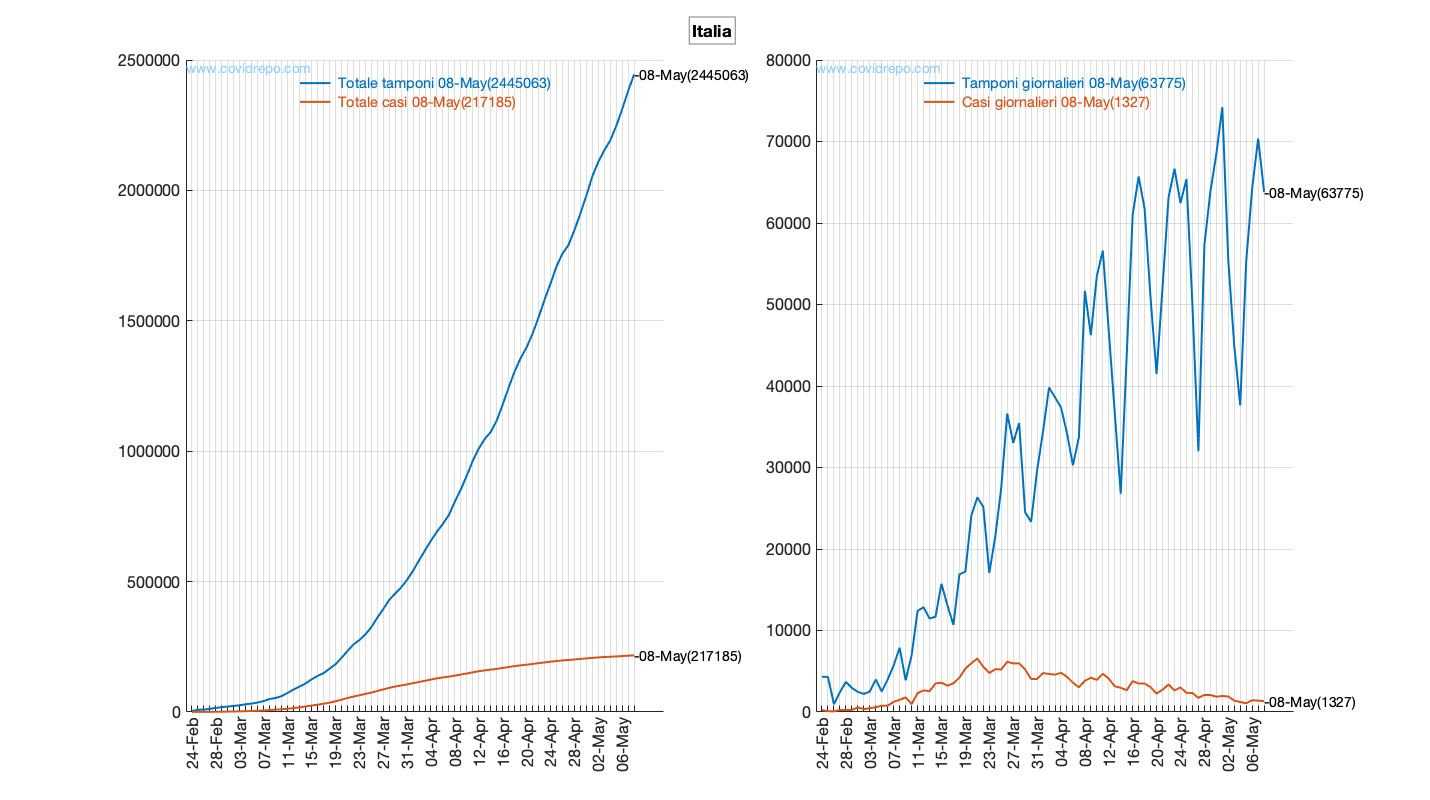 Italia
www.covidrepo.com
Totale tamponi 08-May(2445063)
Totale casi 08-May(217185)
2500000
2000000
1500000
1000000
500000
0
-08-May(2445063)
-08-May(217185)
24-Feb
28-Feb
03-Mar
07-Mar
11-Mar
15-Mar
19-Mar
23-Mar
27-Mar
31-Mar
04-Apr
08-Apr
12-Apr
16-Apr
20-Apr
24-Apr
28-Apr
02-May
06-May
www.covidrepo.com
Tamponi giornalieri 08-May(63775)
Casi giornalieri 08-May(1327)
80000
70000
60000
50000
40000
30000
20000
10000
0
-08-May(63775)
-08-May(1327)
24-Feb
28-Feb
03-Mar
07-Mar
11-Mar
15-Mar
19-Mar
23-Mar
27-Mar
31-Mar
04-Apr
08-Apr
12-Apr
16-Apr
20-Apr
24-Apr
28-Apr
02-May
06-May